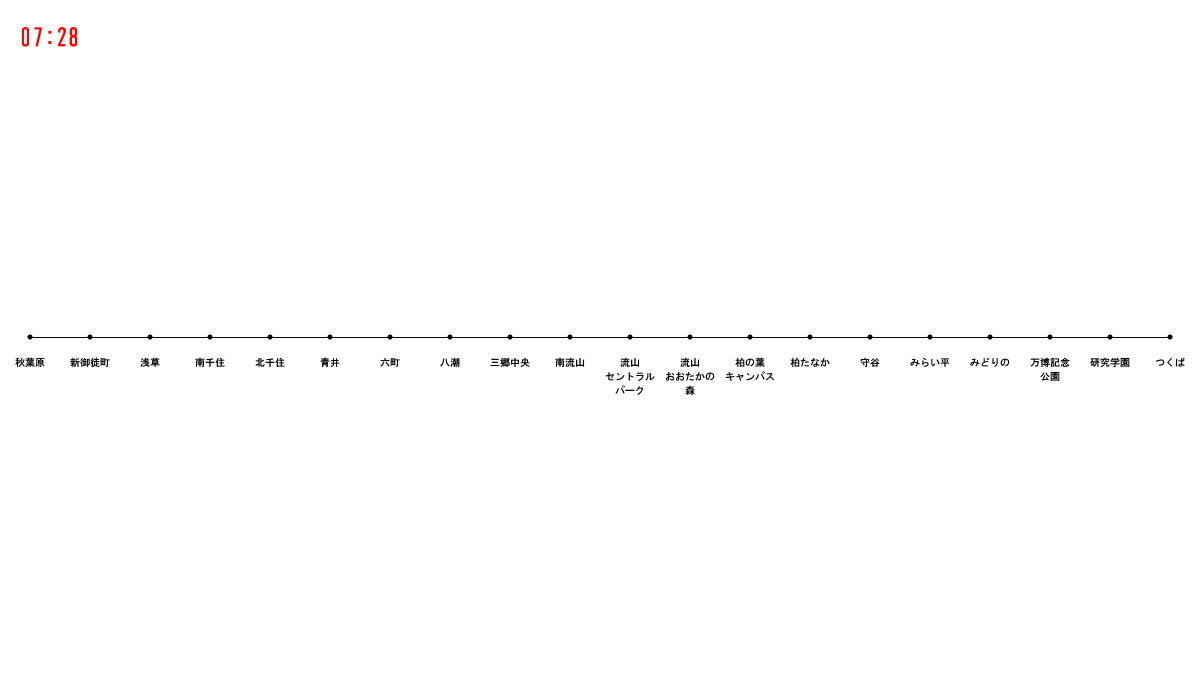 07:28
秋葉原
新御徒町
浅草
南千住
北千住
青井
六町
八潮
三郷中央
南流山
流山
セントラル
パーク
流山
おおたかの
森
柏の葉
キャンパス
柏たなか
守谷
みらい平
みどりの
万博記念
公園
研究学園
つくば